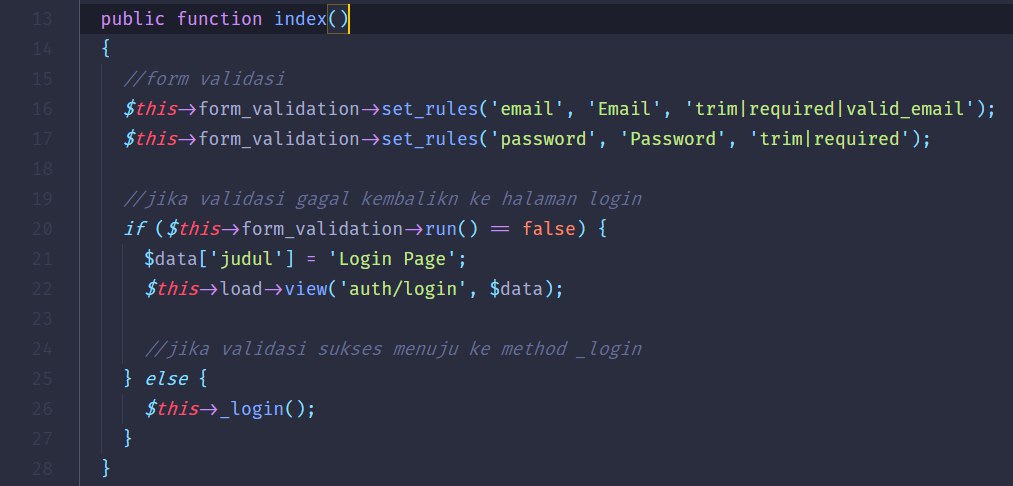 13 public function index()
14 {
15 //form validasi
16 $this->form_validation->set_rules('email', 'Email', 'trim|required|valid_email');
17 $this->form_validation->set_rules('password', 'Password', 'trim|required');
18
19 //jika validasi gagal kembalikn ke halaman login
20 if ($this->form_validation->run() == false) {
21 $data['judul'] = 'Login Page';
22 $this->load->view('auth/login', $data);
23
24 //jika validasi sukses menuju ke method _login
25 } else {
26 $this->_login();
27 }
28 }